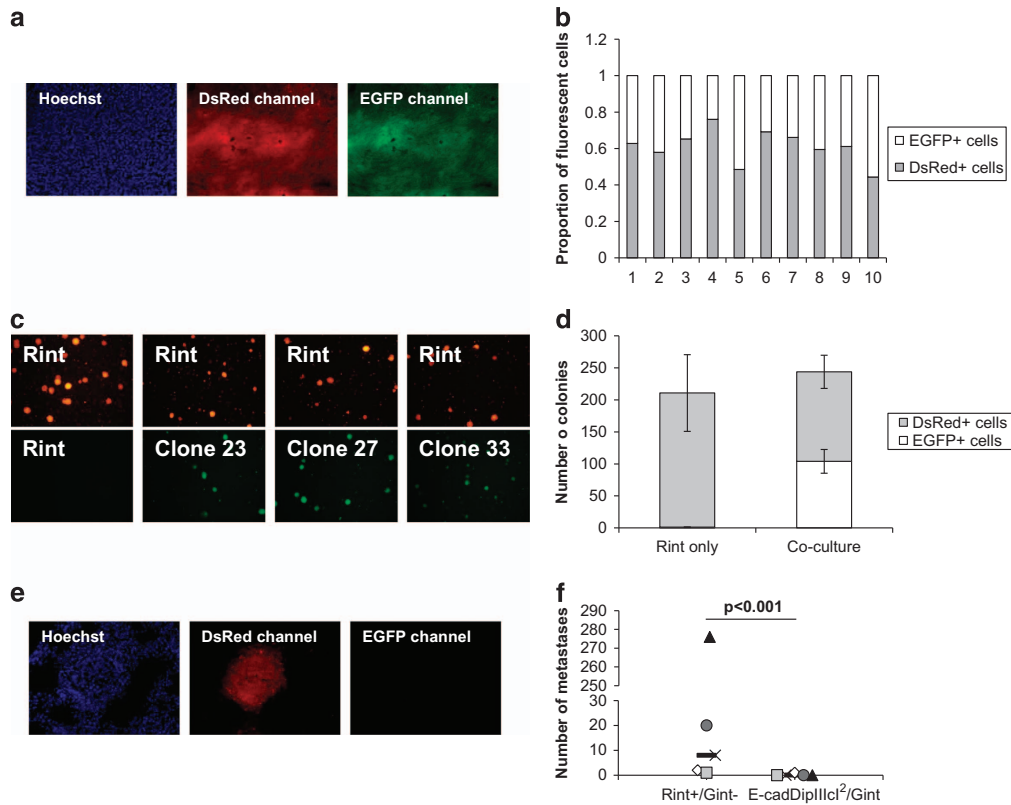 a
Hoechst
DsRed channel
EGFP channel
b
Proportion of fluorescent cells
1.2
1
0.8
0.6
0.4
0.2
0
1 2 3 4 5 6 7 8 9 10
EGFP+ cells
DsRed+ cells
c
Rint
Rint
Rint
Rint
Rint
Clone 23
Clone 27
Clone 33
d
Number o colonies
300
250
200
150
100
50
0
Rint only
Co-culture
DsRed+ cells
EGFP+ cells
e
Hoechst
DsRed channel
EGFP channel
f
p<0.001
Number of metastases
290
280
270
260
250
290
30
20
10
0
Rint+/Gint-
E-cadDipIIIcl²/Gint